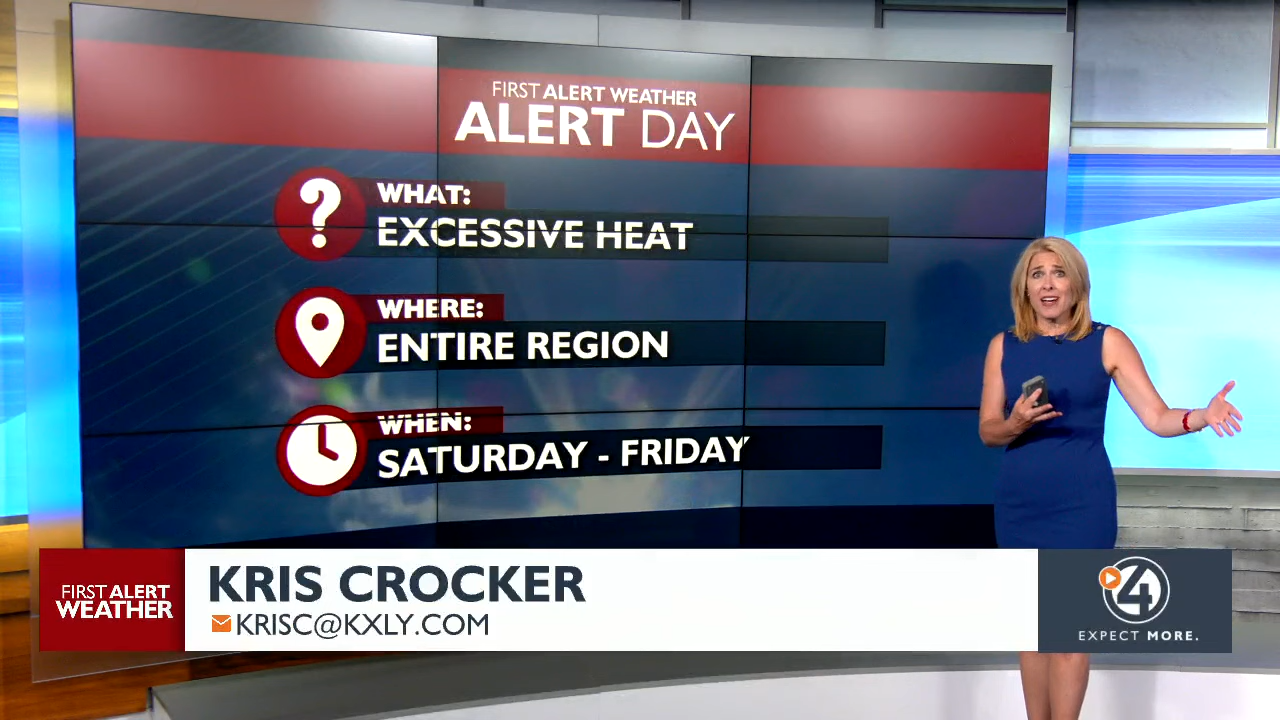 FIRST ALERT WEATHER
ALERT DAY
?
WHAT:
EXCESSIVE HEAT
WHERE:
ENTIRE REGION
WHEN:
SATURDAY - FRIDAY
FIRST ALERT
WEATHER
KRIS CROCKER
KRISC@KXLY.COM
4
EXPECT MORE.